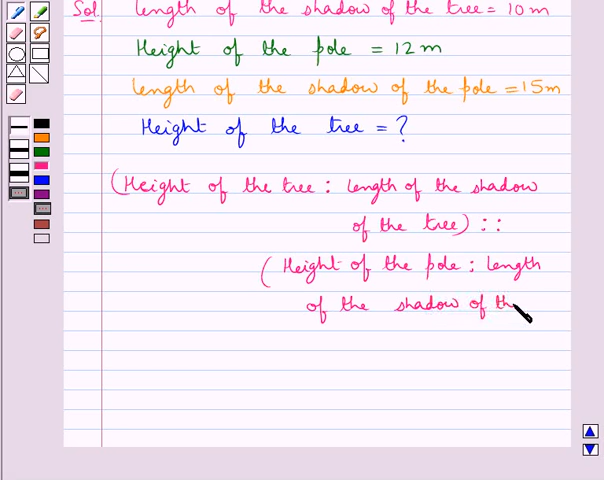 Sol. length of the shadow of the tree = 10 m
Height of the pole = 12 m
length of the shadow of the pole = 15 m
Height of the tree = ?
(Height of the tree : length of the shadow
of the tree) : :
(Height of the pole : length
of the shadow of th